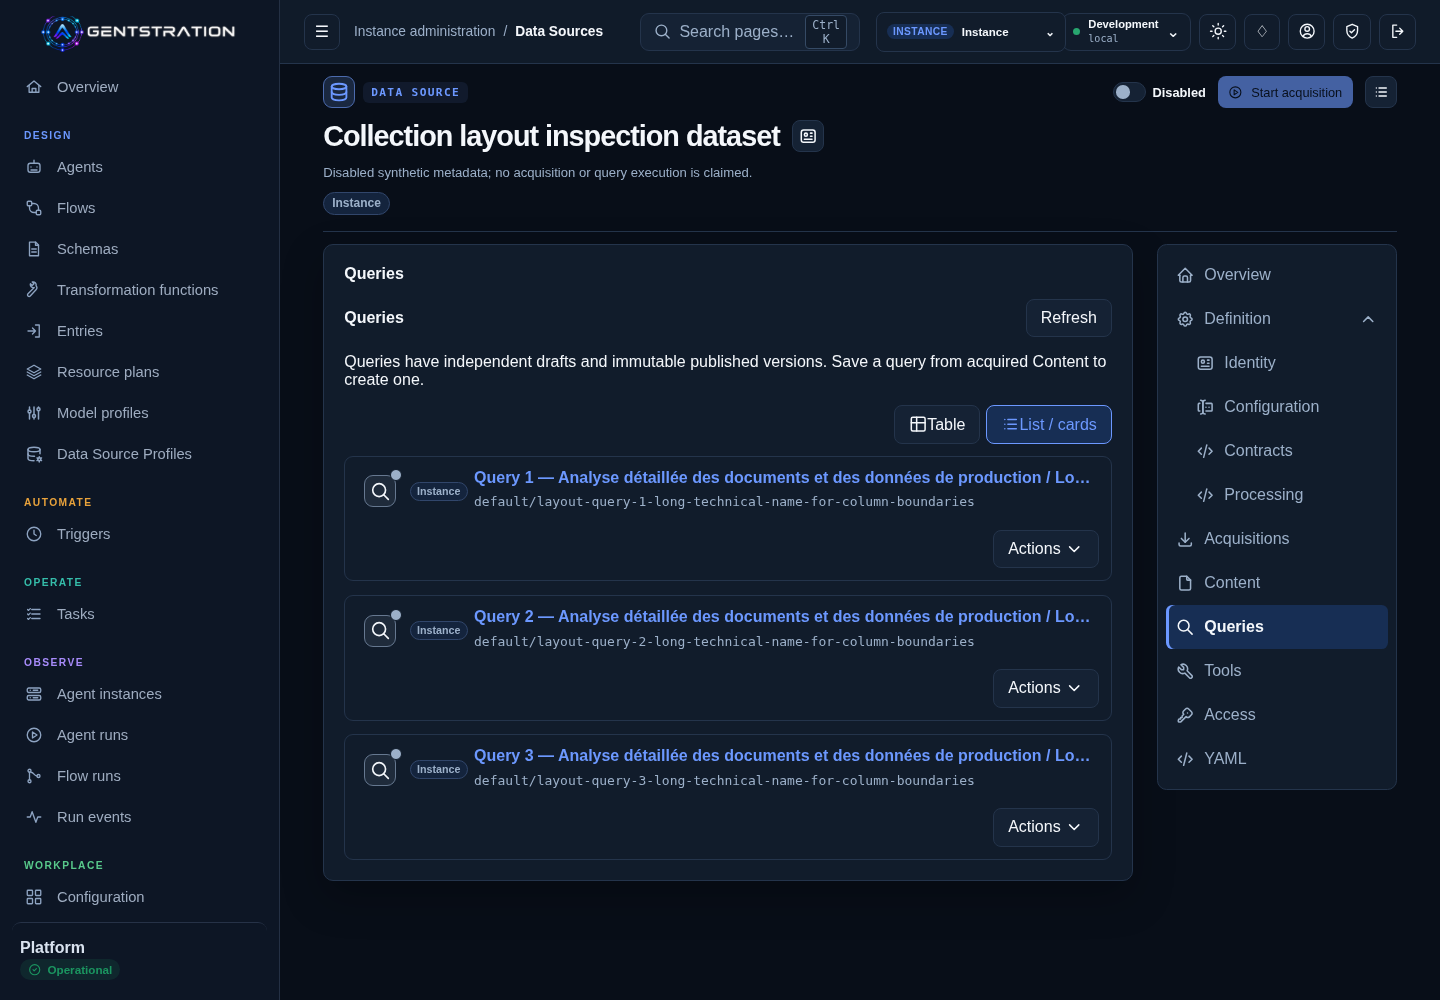 GENTSTRATION
Overview
DESIGN
Agents
Flows
Schemas
Transformation functions
Entries
Resource plans
Model profiles
Data Source Profiles
AUTOMATE
Triggers
OPERATE
Tasks
OBSERVE
Agent instances
Agent runs
Flow runs
Run events
WORKPLACE
Configuration
Platform
Operational
Instance administration / Data Sources
Search pages…
Ctrl
K
INSTANCE Instance
Development
local
DATA SOURCE
Disabled
Start acquisition
Collection layout inspection dataset
Disabled synthetic metadata; no acquisition or query execution is claimed.
Instance
Queries
Queries
Refresh
Queries have independent drafts and immutable published versions. Save a query from acquired Content to
create one.
Table
List / cards
Instance
Query 1 — Analyse détaillée des documents et des données de production / Lo…
default/layout-query-1-long-technical-name-for-column-boundaries
Actions
Instance
Query 2 — Analyse détaillée des documents et des données de production / Lo…
default/layout-query-2-long-technical-name-for-column-boundaries
Actions
Instance
Query 3 — Analyse détaillée des documents et des données de production / Lo…
default/layout-query-3-long-technical-name-for-column-boundaries
Actions
Overview
Definition
Identity
Configuration
Contracts
Processing
Acquisitions
Content
Queries
Tools
Access
YAML